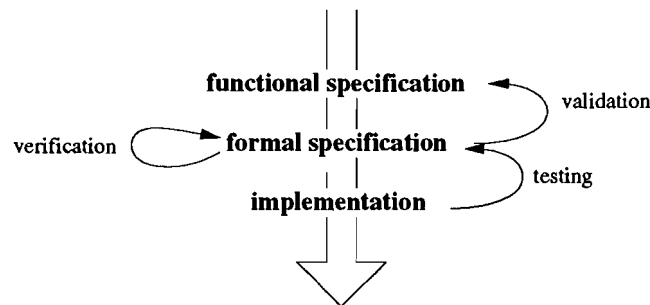 functional specification
validation
verification
formal specification
testing
implementation